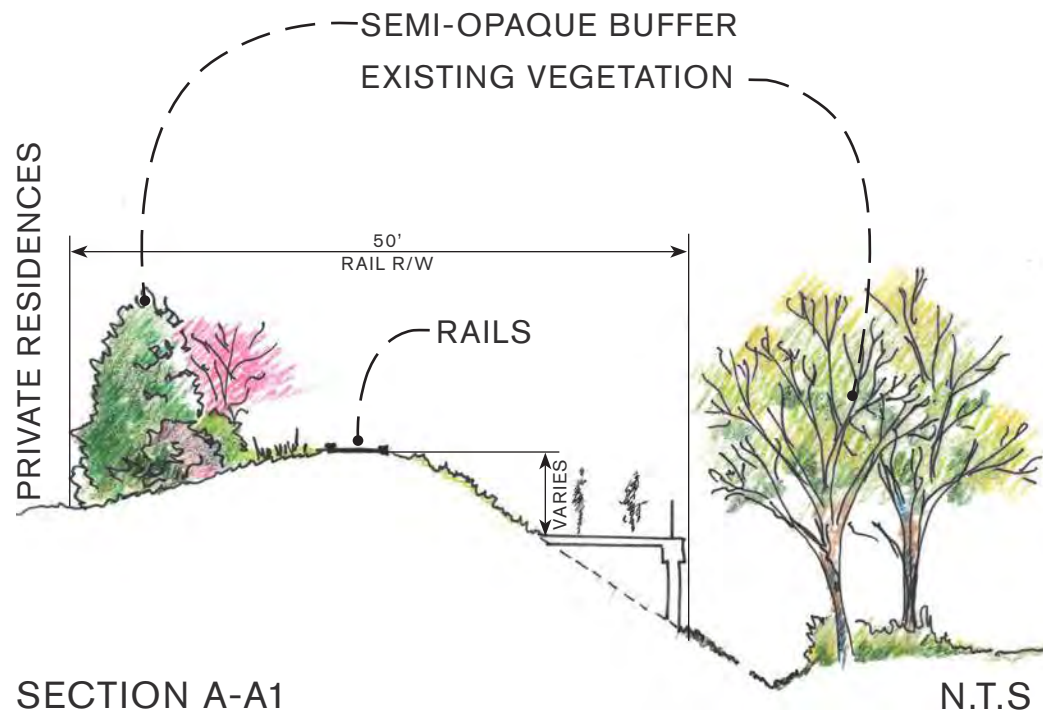 SEMI-OPAQUE BUFFER
EXISTING VEGETATION
PRIVATE RESIDENCES
50'
RAIL R/W
RAILS
VARIES
SECTION A-A1
N.T.S